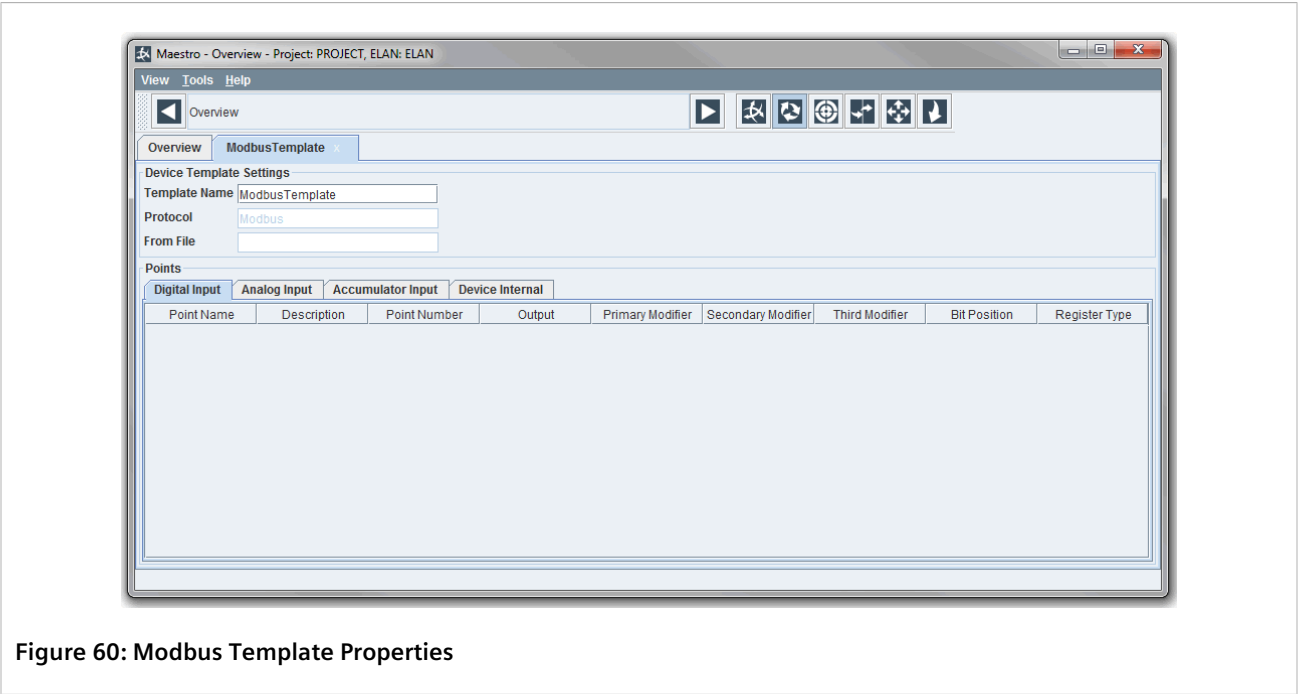 Maestro - Overview - Project: PROJECT, ELAN: ELAN
View Tools Help
Overview
Overview ModbusTemplate x
Device Template Settings
Template Name ModbusTemplate
Protocol Modbus
From File
Points
Digital Input Analog Input Accumulator Input Device Internal
Point Name Description Point Number Output Primary Modifier Secondary Modifier Third Modifier Bit Position Register Type
Figure 60: Modbus Template Properties